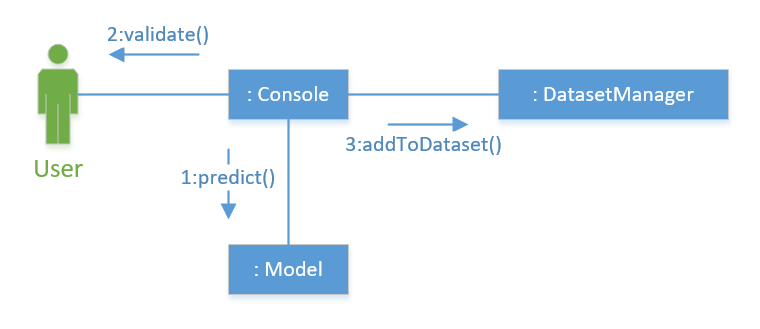 2:validate()
: Console
: DatasetManager
3:addToDataset()
User
1:predict()
: Model